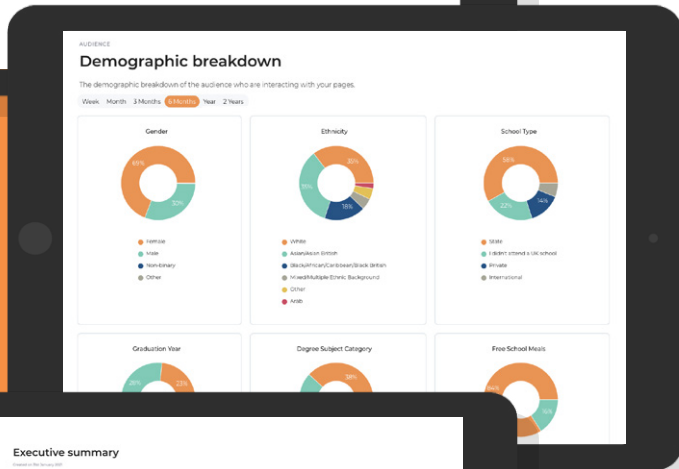 AUDIENCE
Demographic breakdown
The demographic breakdown of the audience who are interacting with your pages.
Week Month 3 Months 6 Months Year 2 Years
Gender
69%
30%
Female
Male
Non-binary
Other
Ethnicity
35%
18%
White
Asian/Asian British
Black/African/Caribbean/Black British
Mixed/Multiple Ethnic Background
Other
Arab
School Type
58%
22%
14%
State
I didn't attend a UK school
Private
International
Graduation Year
23%
Degree Subject Category
38%
Free School Meals
16%
Executive summary